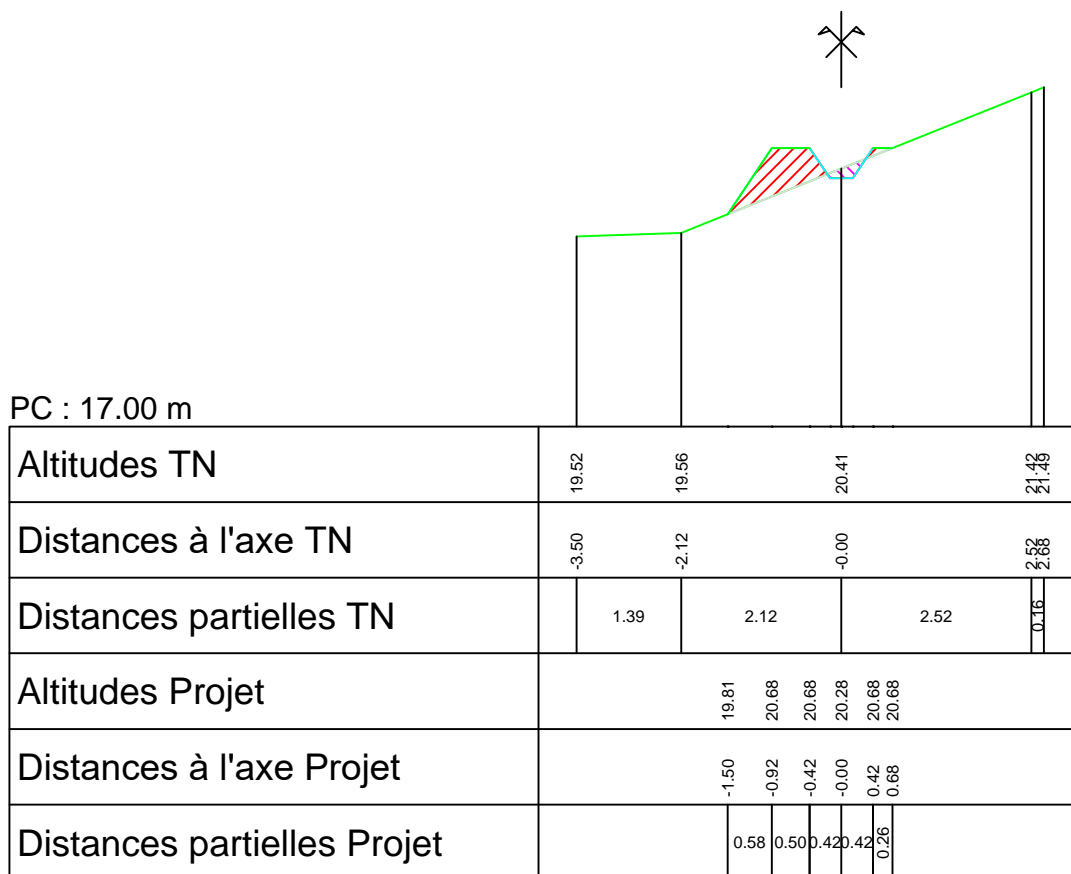 PC : 17.00 m
Altitudes TN 19.52 19.56 20.41 21.42 21.49
Distances à l'axe TN -3.50 -2.12 -0.00 2.52 2.68
Distances partielles TN 1.39 2.12 2.52 0.16
Altitudes Projet 19.81 20.68 20.68 20.28 20.68 20.68
Distances à l'axe Projet -1.50 -0.92 -0.42 -0.00 0.42 0.68
Distances partielles Projet 0.58 0.50 0.42 0.42 0.26